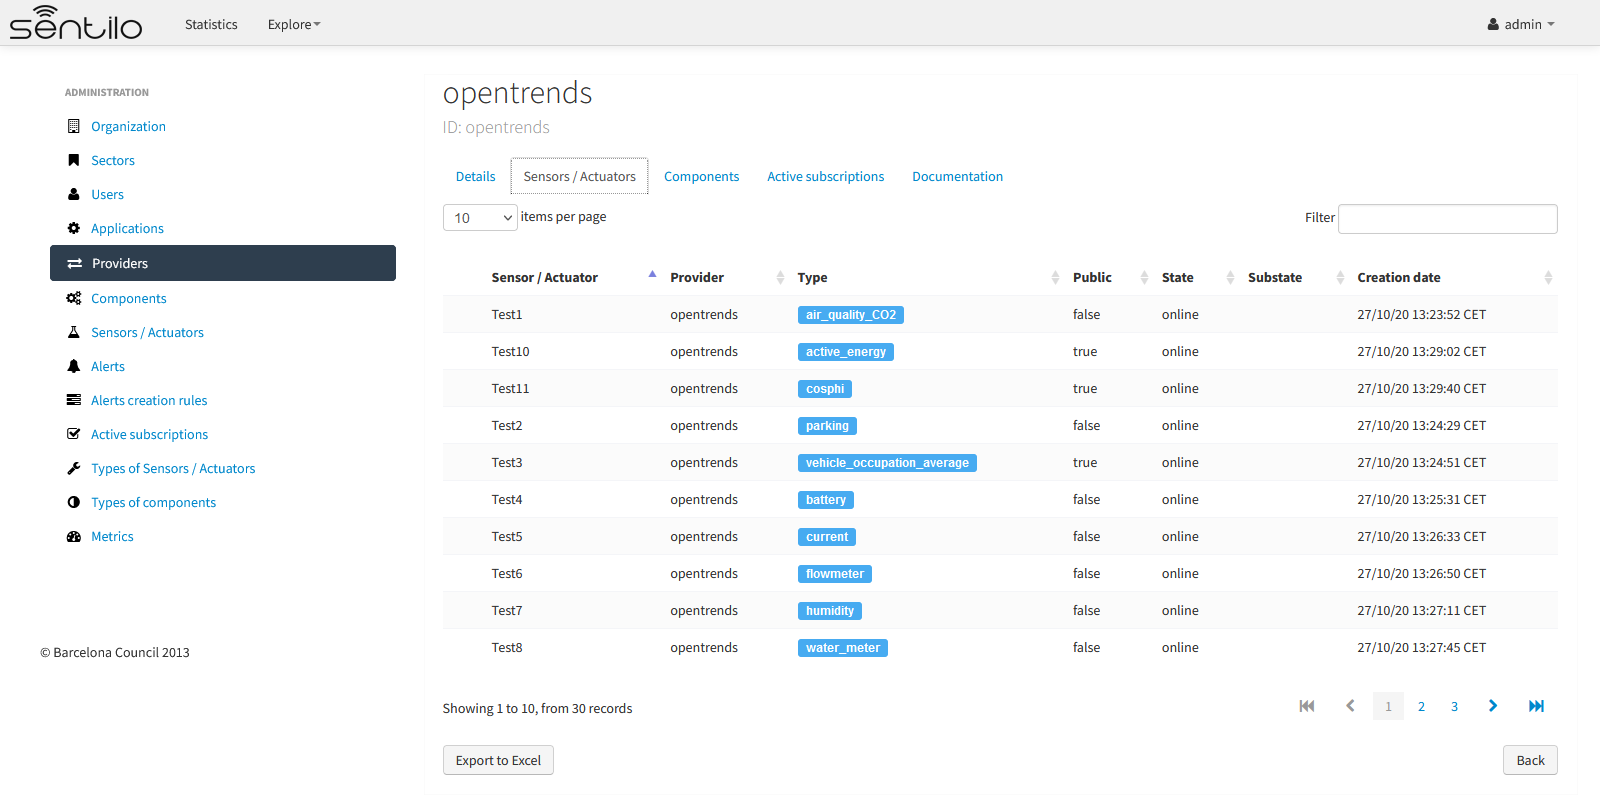 sentilo Statistics Explore admin
ADMINISTRATION
Organization
Sectors
Users
Applications
Providers
Components
Sensors / Actuators
Alerts
Alerts creation rules
Active subscriptions
Types of Sensors / Actuators
Types of components
Metrics
© Barcelona Council 2013
opentrends
ID: opentrends
Details Sensors / Actuators Components Active subscriptions Documentation
10 items per page Filter
Sensor / Actuator Provider Type Public State Substate Creation date
Test1 opentrends air_quality_CO2 false online 27/10/20 13:23:52 CET
Test10 opentrends active_energy true online 27/10/20 13:29:02 CET
Test11 opentrends cosphi true online 27/10/20 13:29:40 CET
Test2 opentrends parking false online 27/10/20 13:24:29 CET
Test3 opentrends vehicle_occupation_average true online 27/10/20 13:24:51 CET
Test4 opentrends battery false online 27/10/20 13:25:31 CET
Test5 opentrends current false online 27/10/20 13:26:33 CET
Test6 opentrends flowmeter false online 27/10/20 13:26:50 CET
Test7 opentrends humidity false online 27/10/20 13:27:11 CET
Test8 opentrends water_meter false online 27/10/20 13:27:45 CET
Showing 1 to 10, from 30 records 1 2 3
Export to Excel Back